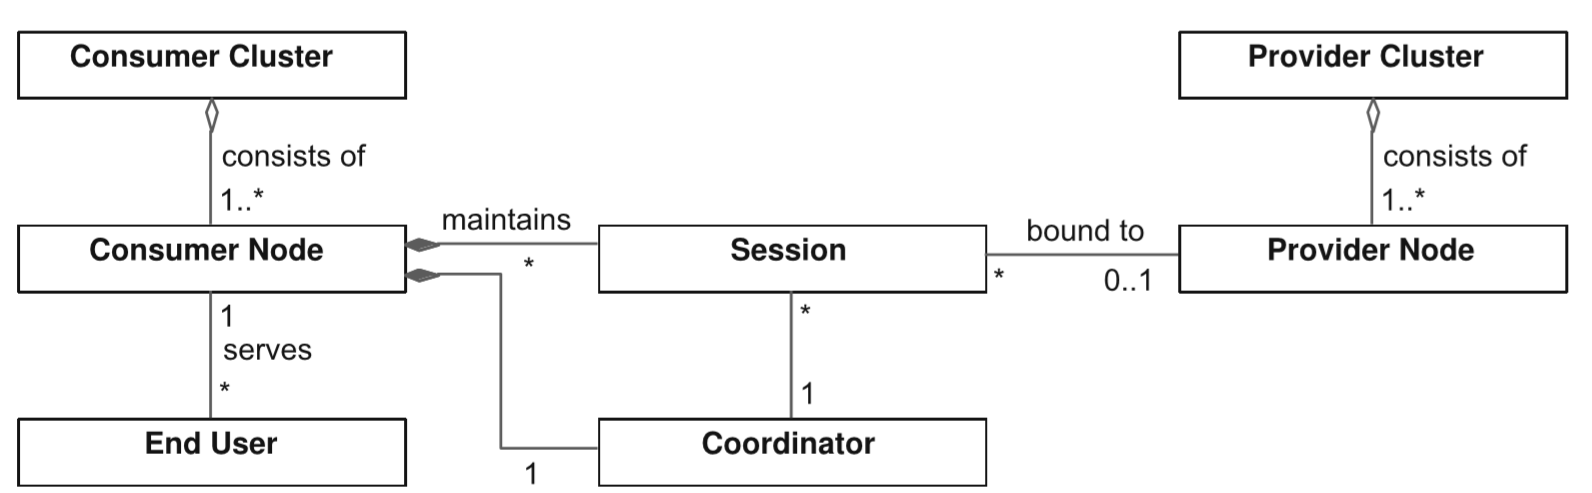 Consumer Cluster
Provider Cluster
consists of
1..*
consists of
1..*
Consumer Node
maintains
*
Session
bound to
*
0..1
Provider Node
1
serves
*
*
1
End User
1
Coordinator